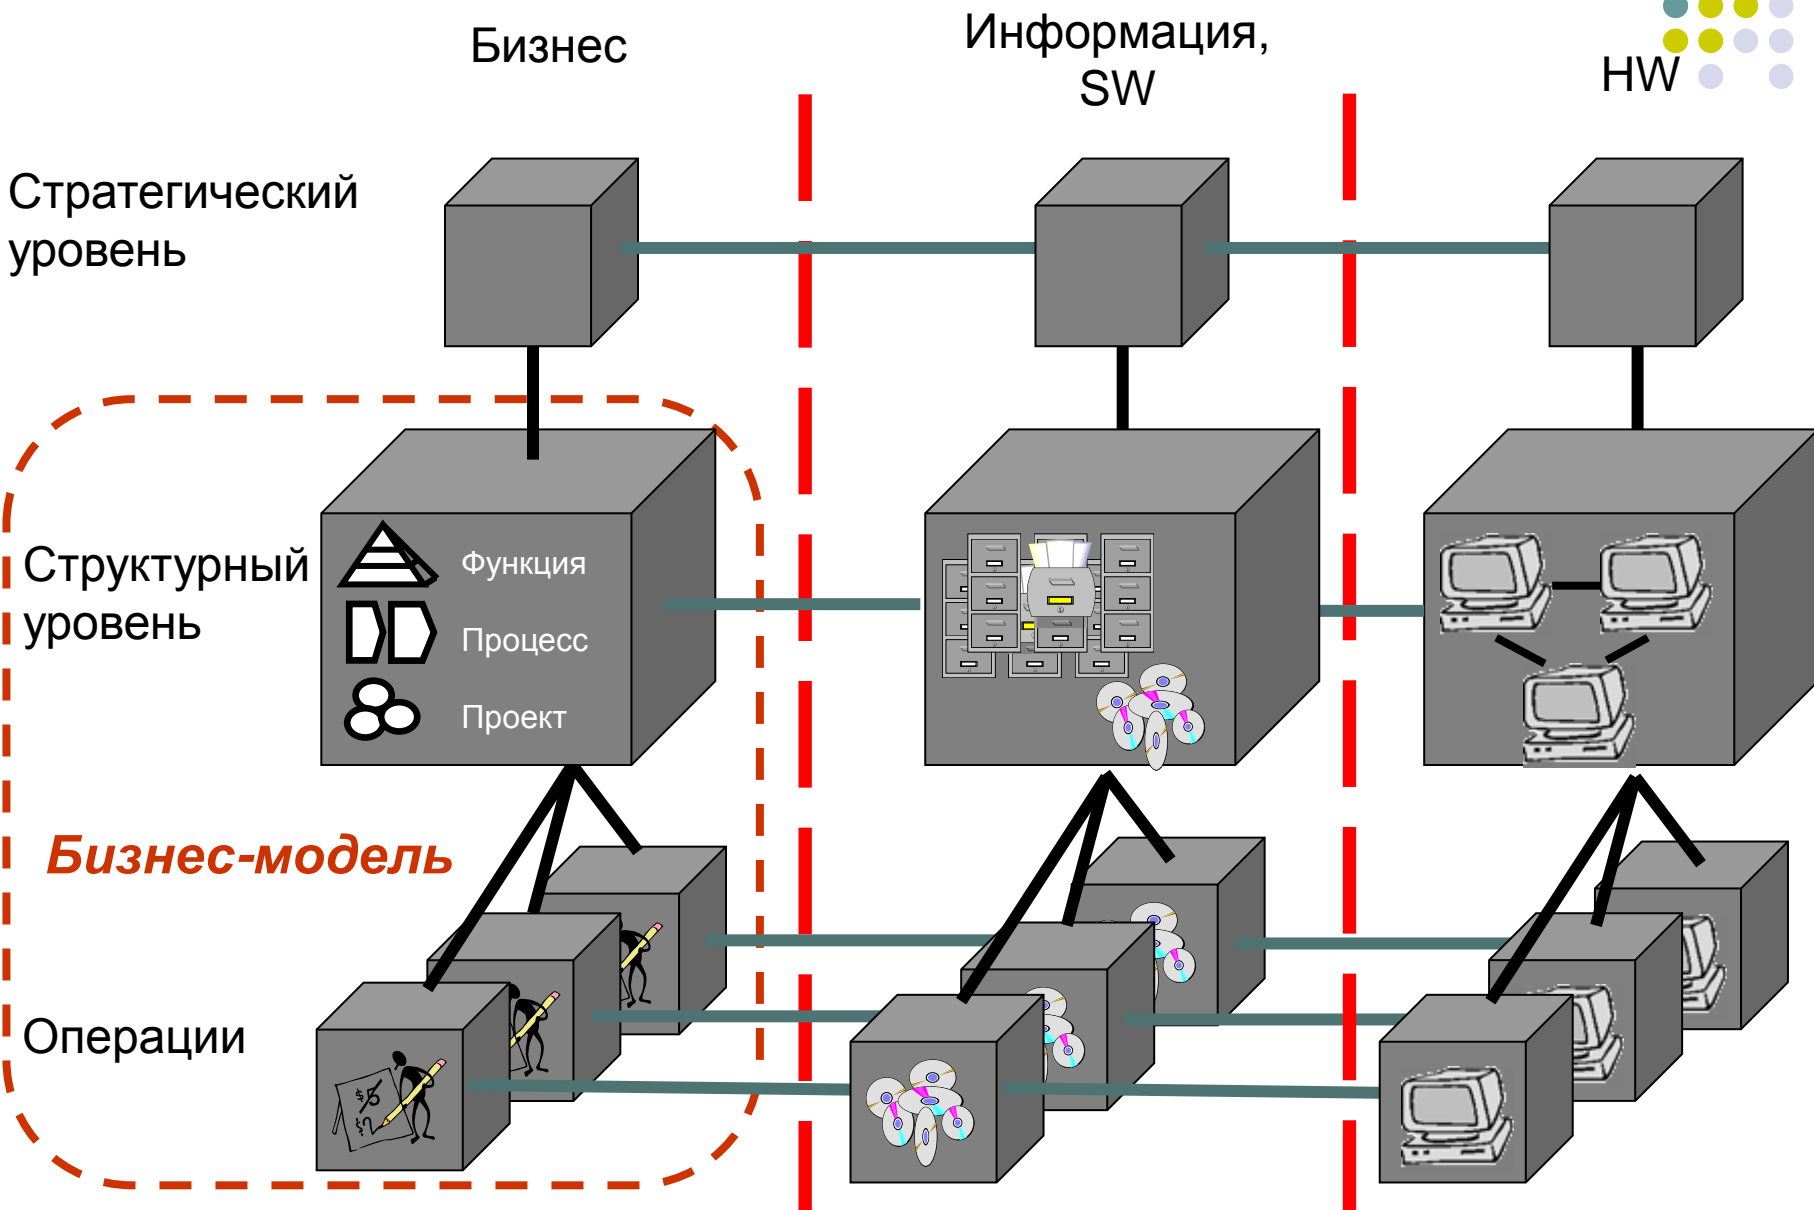 Бизнес
Информация,
SW
HW
Стратегический
уровень
Структурный
уровень
Функция
Процесс
Проект
Бизнес-модель
Операции